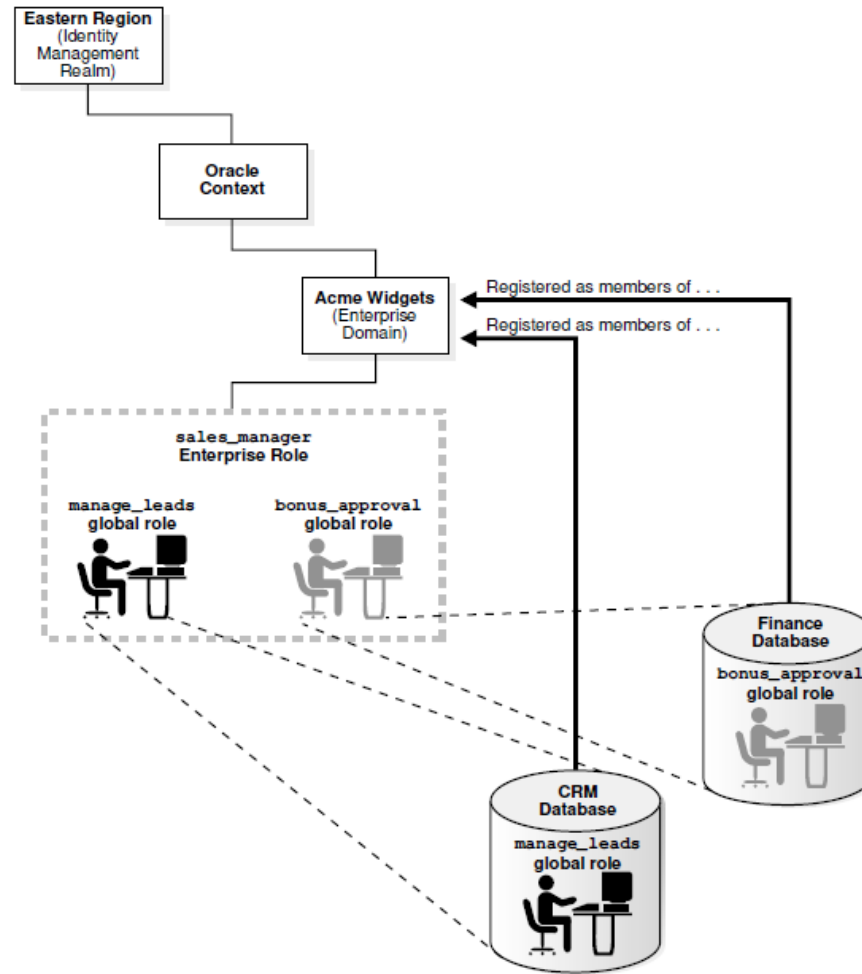 Eastern Region
(Identity
Management
Realm)
Oracle
Context
Acme Widgets
(Enterprise
Domain)
Registered as members of . . .
Registered as members of . . .
sales_manager
Enterprise Role
manage_leads
global role
bonus_approval
global role
Finance
Database
bonus_approval
global role
CRM
Database
manage_leads
global role